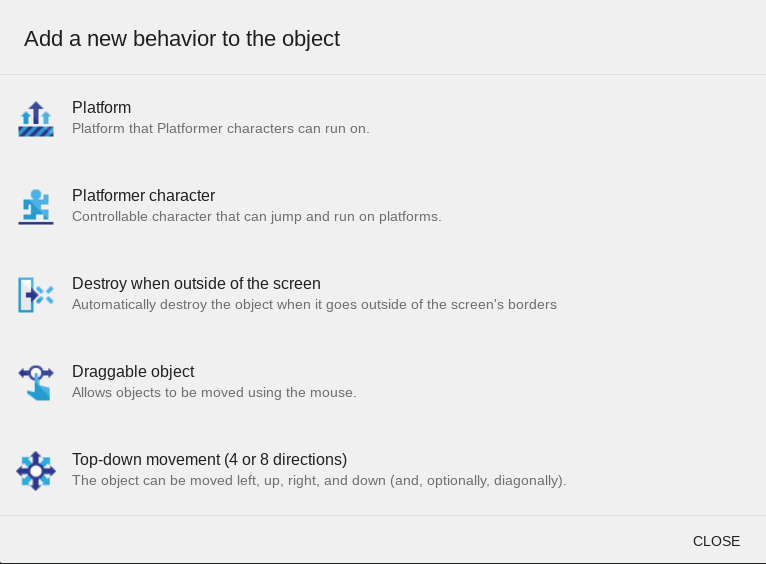 Add a new behavior to the object
Platform
Platform that Platformer characters can run on.
Platformer character
Controllable character that can jump and run on platforms.
Destroy when outside of the screen
Automatically destroy the object when it goes outside of the screen's borders
Draggable object
Allows objects to be moved using the mouse.
Top-down movement (4 or 8 directions)
The object can be moved left, up, right, and down (and, optionally, diagonally).
CLOSE